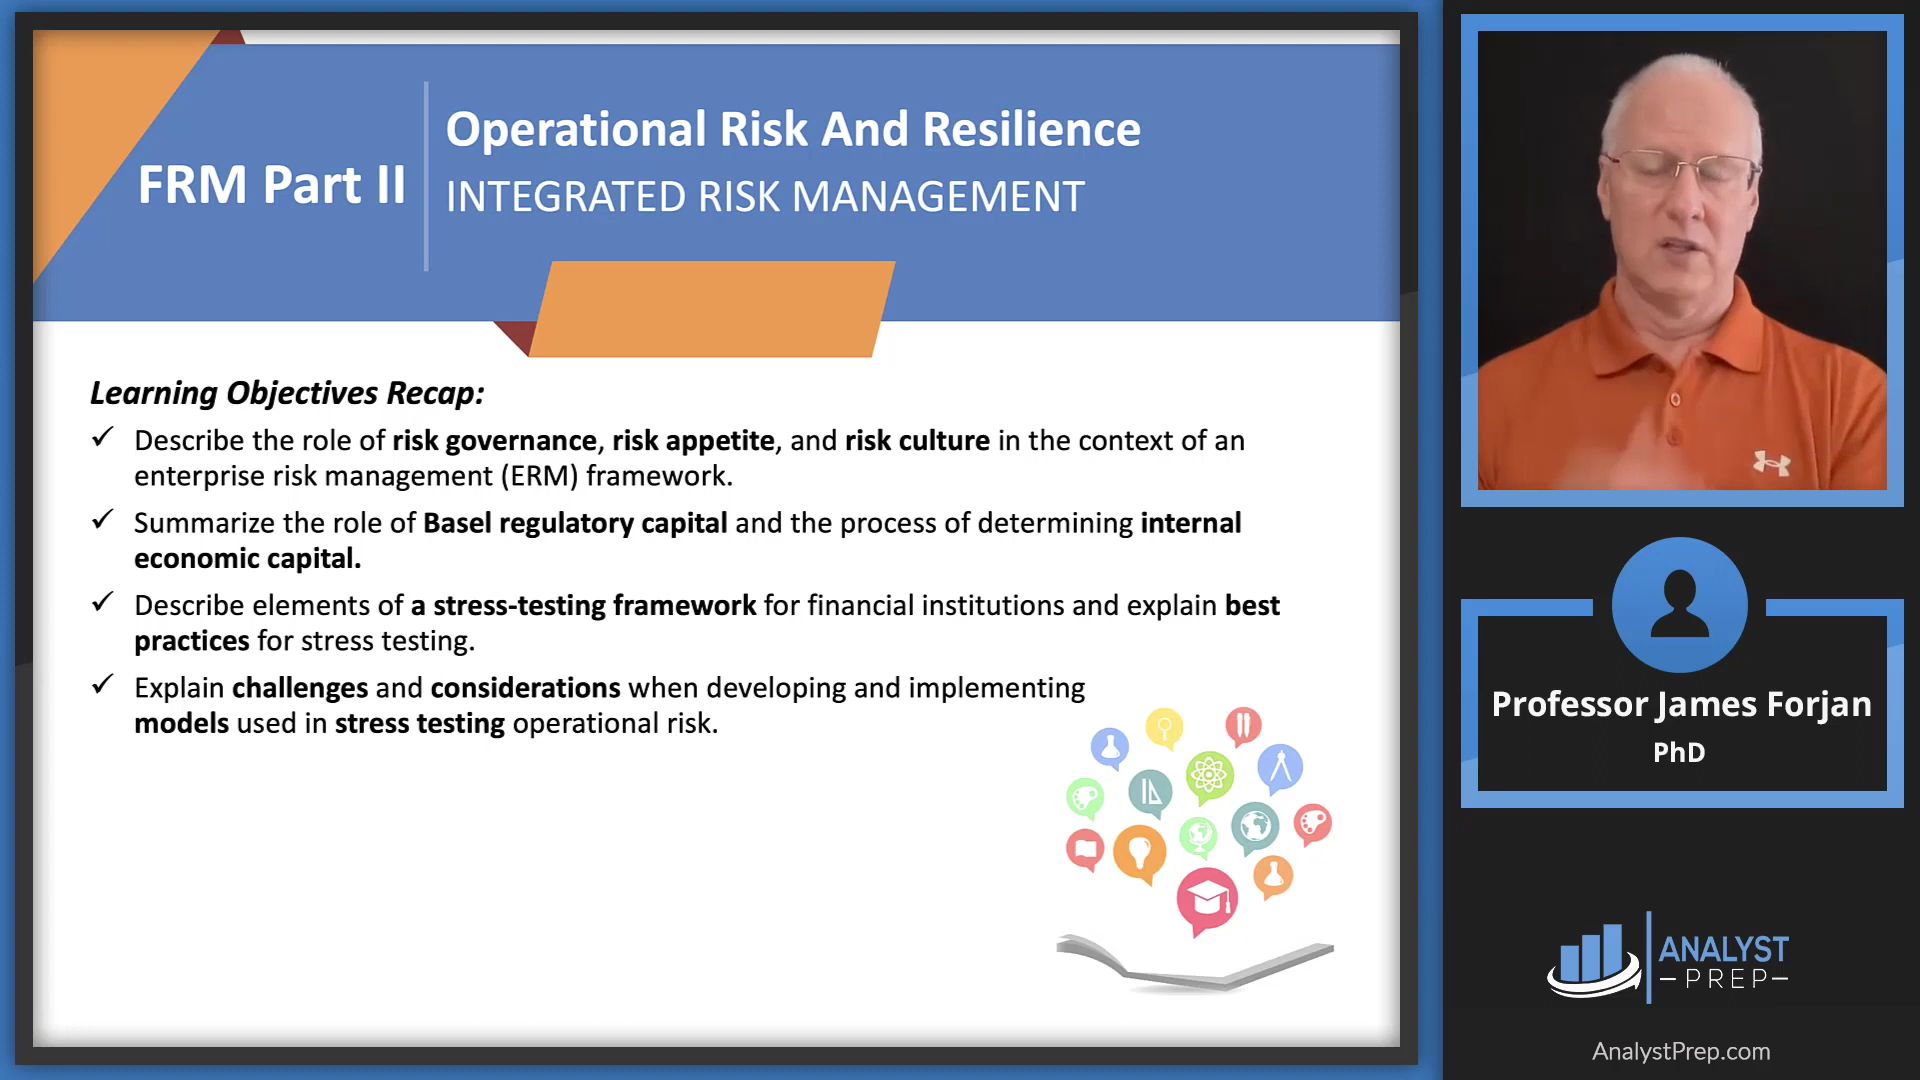 FRM Part II
Operational Risk And Resilience
INTEGRATED RISK MANAGEMENT
Learning Objectives Recap:
✓ Describe the role of risk governance, risk appetite, and risk culture in the context of an
enterprise risk management (ERM) framework.
✓ Summarize the role of Basel regulatory capital and the process of determining internal
economic capital.
✓ Describe elements of a stress-testing framework for financial institutions and explain best
practices for stress testing.
✓ Explain challenges and considerations when developing and implementing
models used in stress testing operational risk.
Professor James Forjan
PhD
ANALYST
PREP
AnalystPrep.com